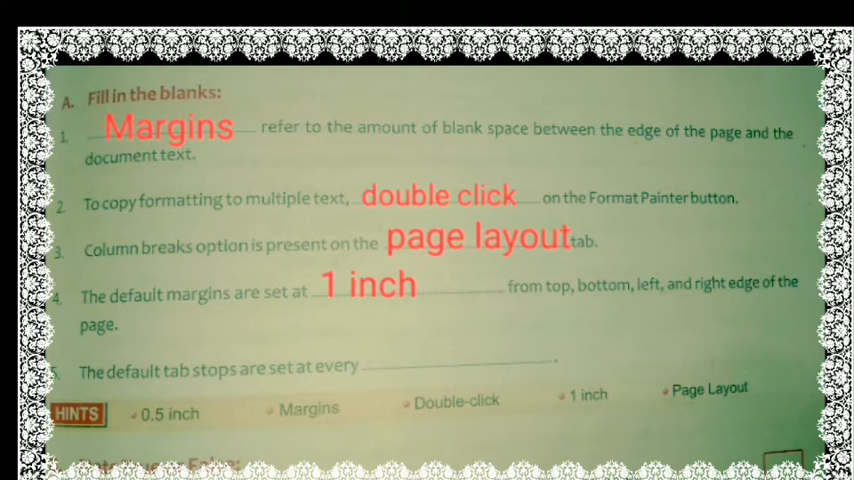 A. Fill in the blanks:
1. Margins refer to the amount of blank space between the edge of the page and the
document text.
2. To copy formatting to multiple text, double click on the Format Painter button.
3. Column breaks option is present on the page layout tab.
4. The default margins are set at 1 inch from top, bottom, left, and right edge of the
page.
5. The default tab stops are set at every .
HINTS • 0.5 inch • Margins • Double-click • 1 inch • Page Layout